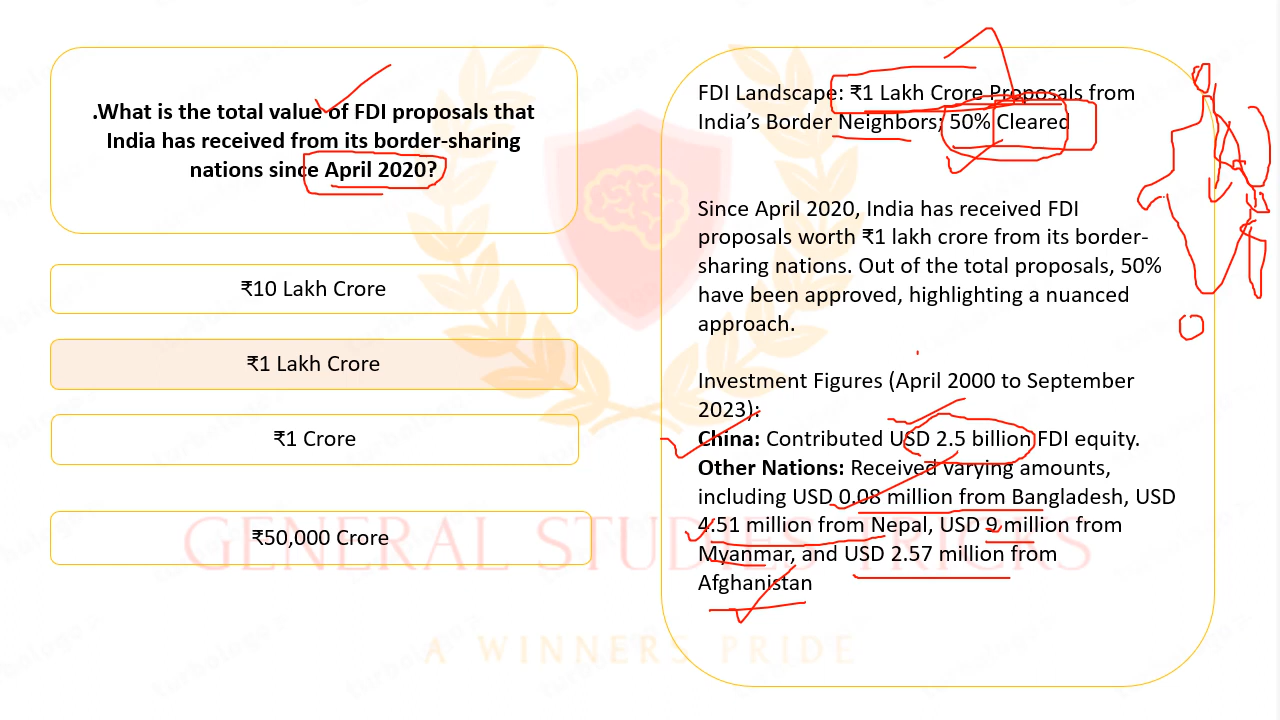 .What is the total value of FDI proposals that
India has received from its border-sharing
nations since April 2020?
₹10 Lakh Crore
₹1 Lakh Crore
₹1 Crore
₹50,000 Crore
FDI Landscape: ₹1 Lakh Crore Proposals from
India’s Border Neighbors, 50% Cleared
Since April 2020, India has received FDI
proposals worth ₹1 lakh crore from its border-
sharing nations. Out of the total proposals, 50%
have been approved, highlighting a nuanced
approach.
Investment Figures (April 2000 to September
2023):
China: Contributed USD 2.5 billion FDI equity.
Other Nations: Received varying amounts,
including USD 0.08 million from Bangladesh, USD
4.51 million from Nepal, USD 9 million from
Myanmar, and USD 2.57 million from
Afghanistan
GENERAL STUDIES TRICKS
A WINNERS PRIDE